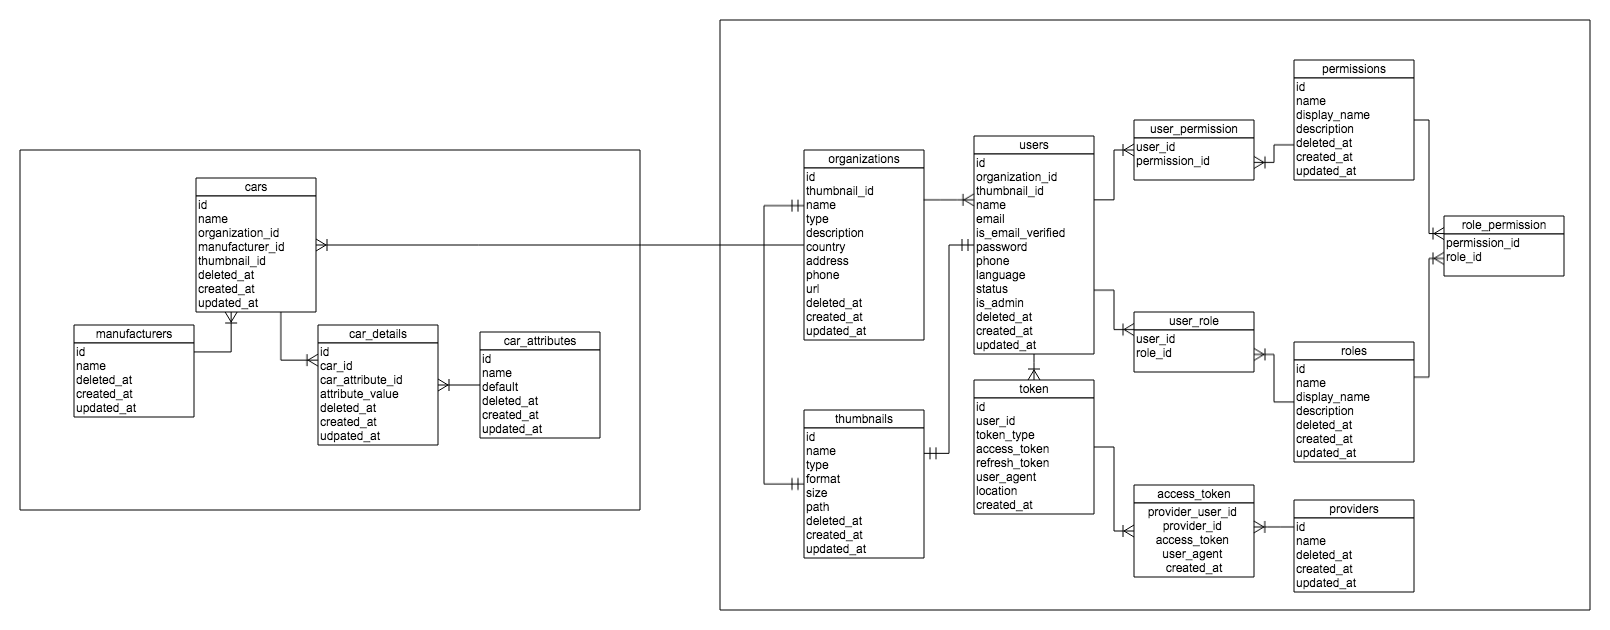 cars
id
name
organization_id
manufacturer_id
thumbnail_id
deleted_at
created_at
updated_at
manufacturers
id
name
deleted_at
created_at
updated_at
car_details
id
car_id
car_attribute_id
attribute_value
deleted_at
created_at
udpated_at
car_attributes
id
name
default
deleted_at
created_at
updated_at
organizations
id
thumbnail_id
name
type
description
country
address
phone
url
deleted_at
created_at
updated_at
thumbnails
id
name
type
format
size
path
deleted_at
created_at
updated_at
users
id
organization_id
thumbnail_id
name
email
is_email_verified
password
phone
language
status
is_admin
deleted_at
created_at
updated_at
token
id
user_id
token_type
access_token
refresh_token
user_agent
location
created_at
user_permission
user_id
permission_id
user_role
user_id
role_id
access_token
provider_user_id
provider_id
access_token
user_agent
created_at
permissions
id
name
display_name
description
deleted_at
created_at
updated_at
roles
id
name
display_name
description
deleted_at
created_at
updated_at
providers
id
name
deleted_at
created_at
updated_at
role_permission
permission_id
role_id